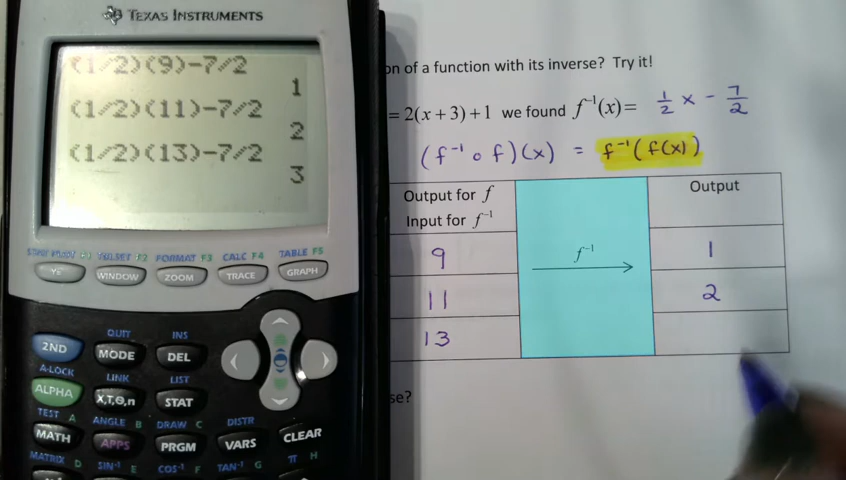 TEXAS INSTRUMENTS
(1/2)(9)-7/2
1
(1/2)(11)-7/2
2
(1/2)(13)-7/2
3
STAT PLOT F1 TBLSET F2 FORMAT F3 CALC F4 TABLE F5
Y= WINDOW ZOOM TRACE GRAPH
QUIT INS
2ND MODE DEL
A-LOCK LINK LIST
ALPHA X,T,Θ,n STAT
TEST A ANGLE B DRAW C DISTR
MATH APPS PRGM VARS CLEAR
MATRIX D SIN⁻¹ E COS⁻¹ F TAN⁻¹ G π H
on of a function with its inverse? Try it!
= 2(x + 3) + 1 we found f⁻¹(x) = 1/2 x - 7/2
(f⁻¹ ∘ f)(x) = f⁻¹(f(x))
Output for f
Input for f⁻¹
Output
9 f⁻¹ 1
11 2
13
se?